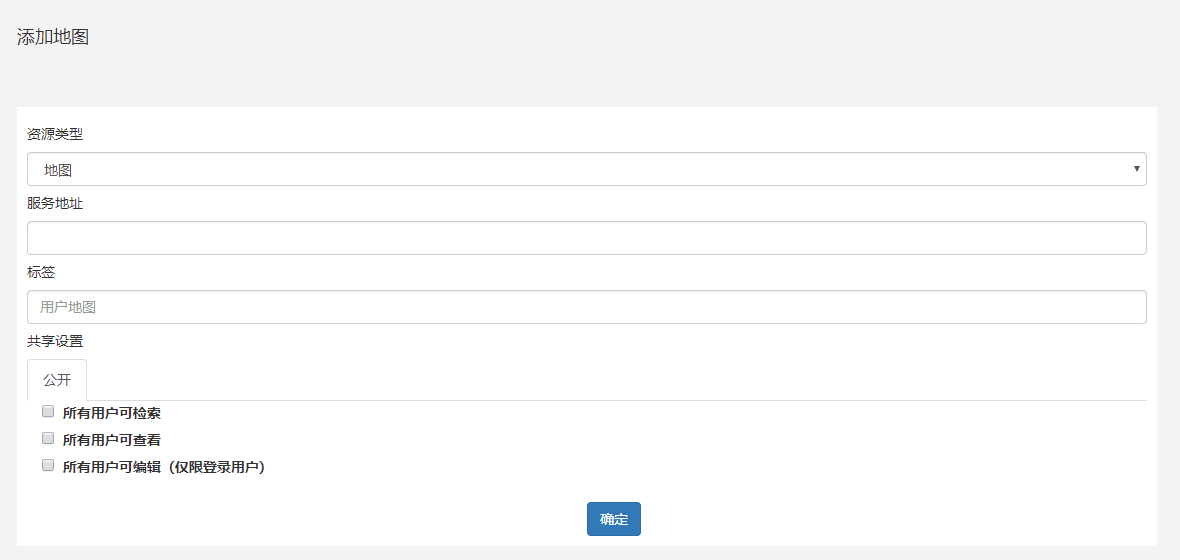 添加地图
资源类型
地图
服务地址
标签
用户地图
共享设置
公开
所有用户可检索
所有用户可查看
所有用户可编辑（仅限登录用户）
确定